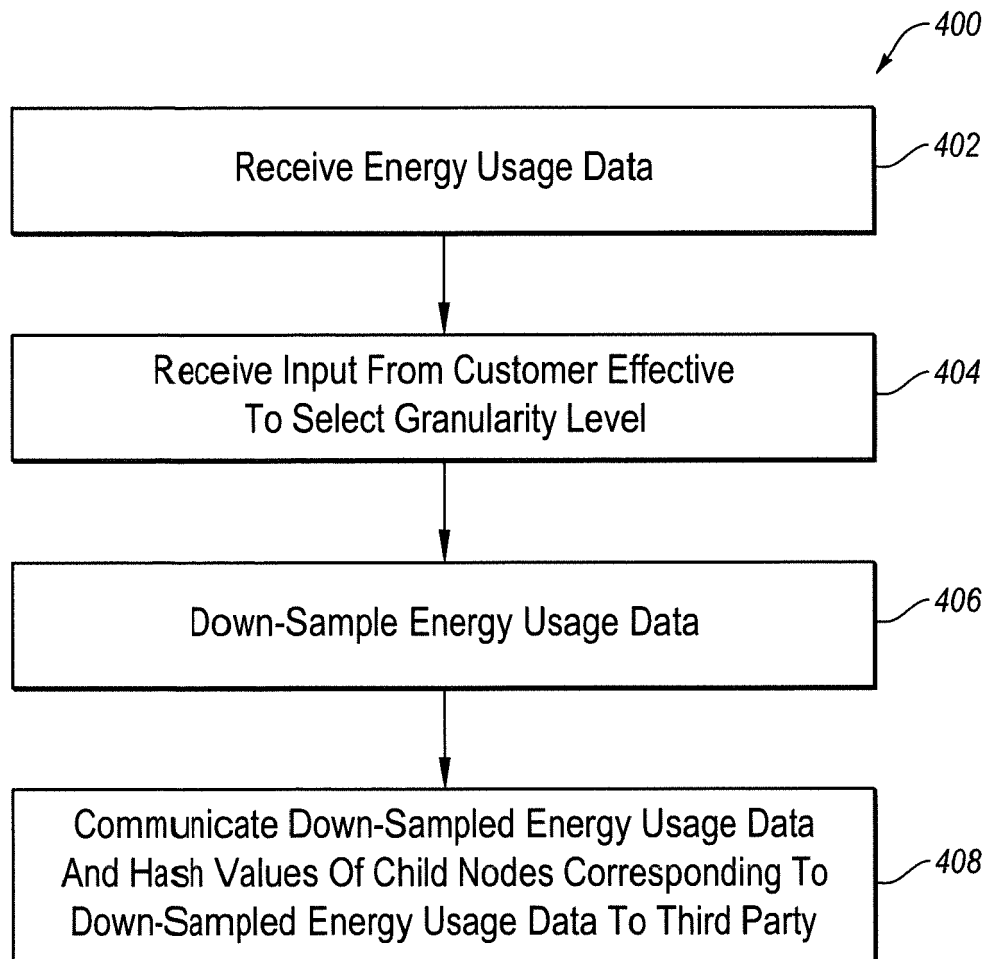 400
Receive Energy Usage Data
402
Receive Input From Customer Effective
To Select Granularity Level
404
Down-Sample Energy Usage Data
406
Communicate Down-Sampled Energy Usage Data
And Hash Values Of Child Nodes Corresponding To
Down-Sampled Energy Usage Data To Third Party
408